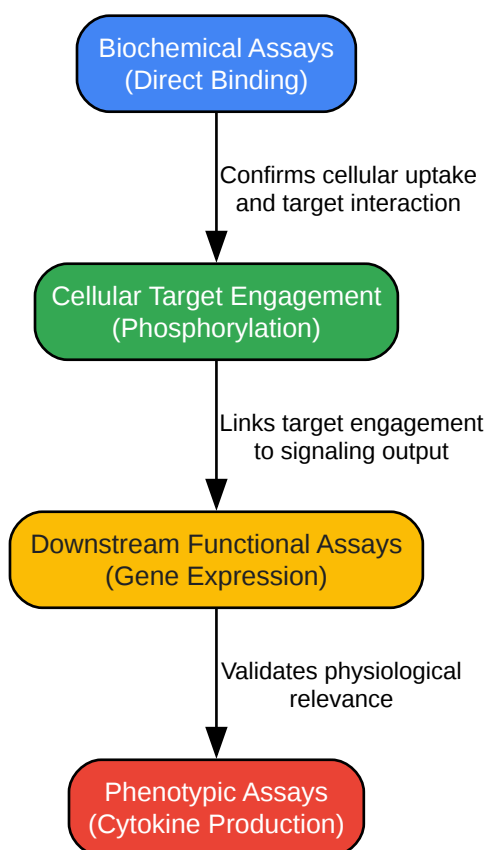 Biochemical Assays
(Direct Binding)
Confirms cellular uptake
and target interaction
Cellular Target Engagement
(Phosphorylation)
Links target engagement
to signaling output
Downstream Functional Assays
(Gene Expression)
Validates physiological
relevance
Phenotypic Assays
(Cytokine Production)